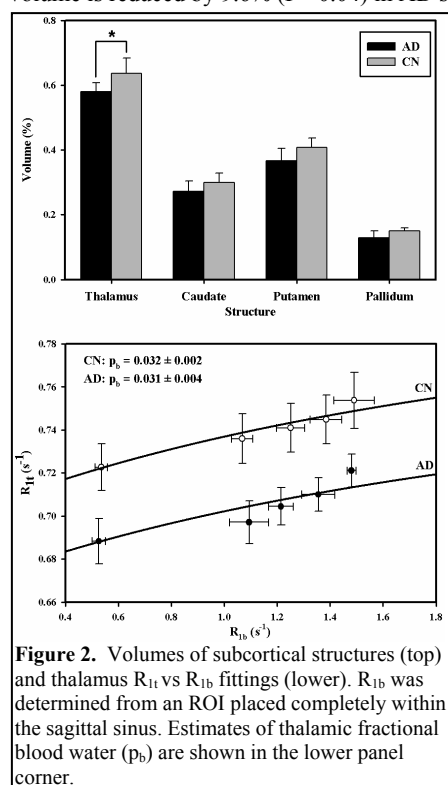 volume is reduced by in AD
*
AD
CN
0.8
0.6
0.4
0.2
0.0
Volume (%)
Thalamus Caudate Putamen Pallidum
Structure
0.78
0.76
0.74
0.72
0.70
0.68
0.66
R1t (s-1)
CN: pb = 0.032 ± 0.002
AD: pb = 0.031 ± 0.004
CN
AD
0.4 0.6 0.8 1.0 1.2 1.4 1.6 1.8
R1b (s-1)
Figure 2. Volumes of subcortical structures (top)
and thalamus R1t vs R1b fittings (lower). R1b was
determined from an ROI placed completely within
the sagittal sinus. Estimates of thalamic fractional
blood water (pb) are shown in the lower panel
corner.